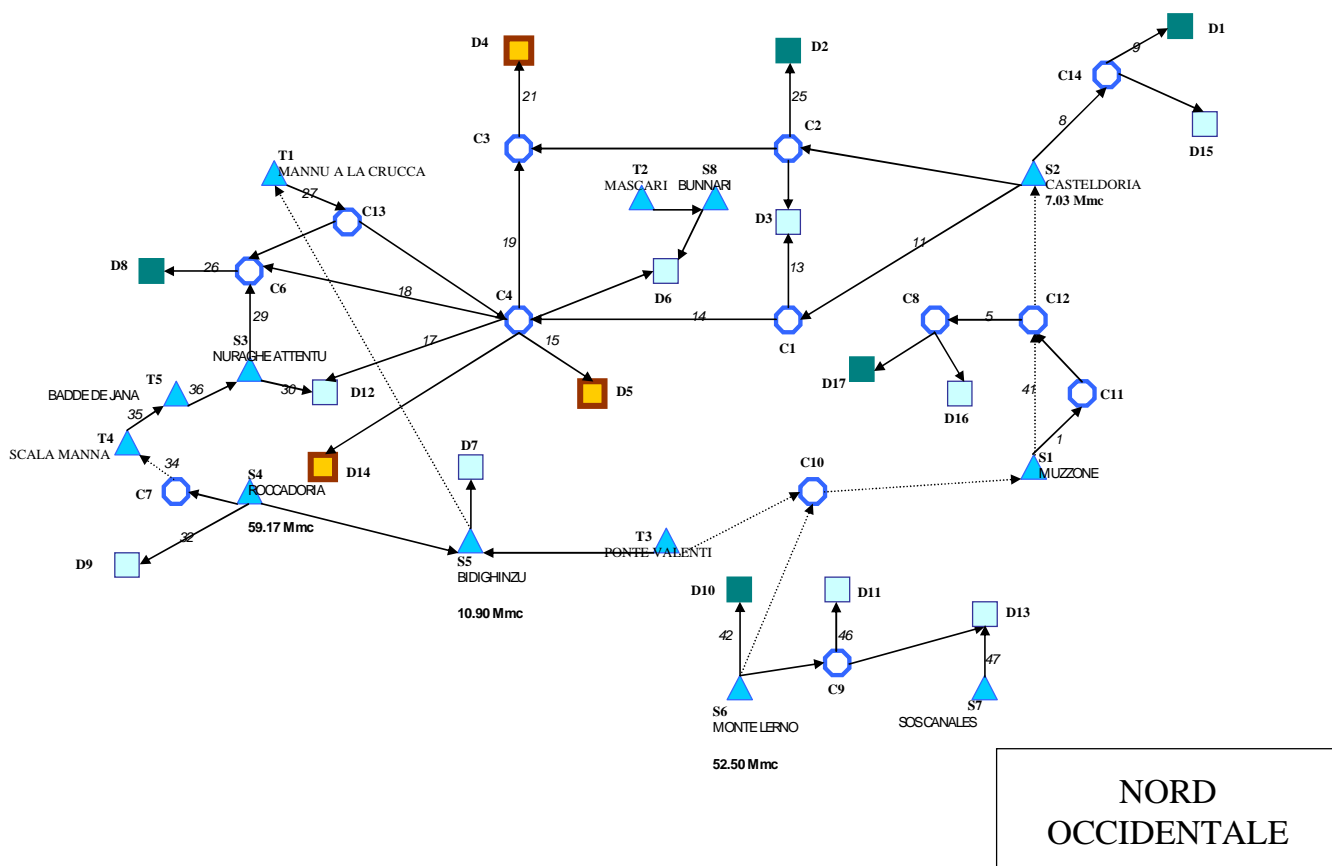 D4
D2
D1
9
C14
21
25
8
C3
C2
D15
T1
MANNU A LA CRUCCA
T2
MASCARI
S8
BUNNARI
S2
CASTELDORIA
7.03 Mmc
27
C13
D3
19
11
13
D8
26
C6
18
C4
D6
29
14
C1
C8
5
C12
S3
NURAGHE ATTENTU
17
15
D17
D16
41
C11
BADDE DE JANA
T5
36
30
D12
D5
35
T4
SCALA MANNA
D7
1
34
C7
S4
ROCCADORIA
59.17 Mmc
D14
C10
S1
MUZZONE
32
D9
S5
BIDIGHINZU
10.90 Mmc
T3
PONTE VALENTI
D10
D11
D13
42
46
47
C9
S6
MONTE LERNO
52.50 Mmc
S7
SOS CANALES
NORD
OCCIDENTALE